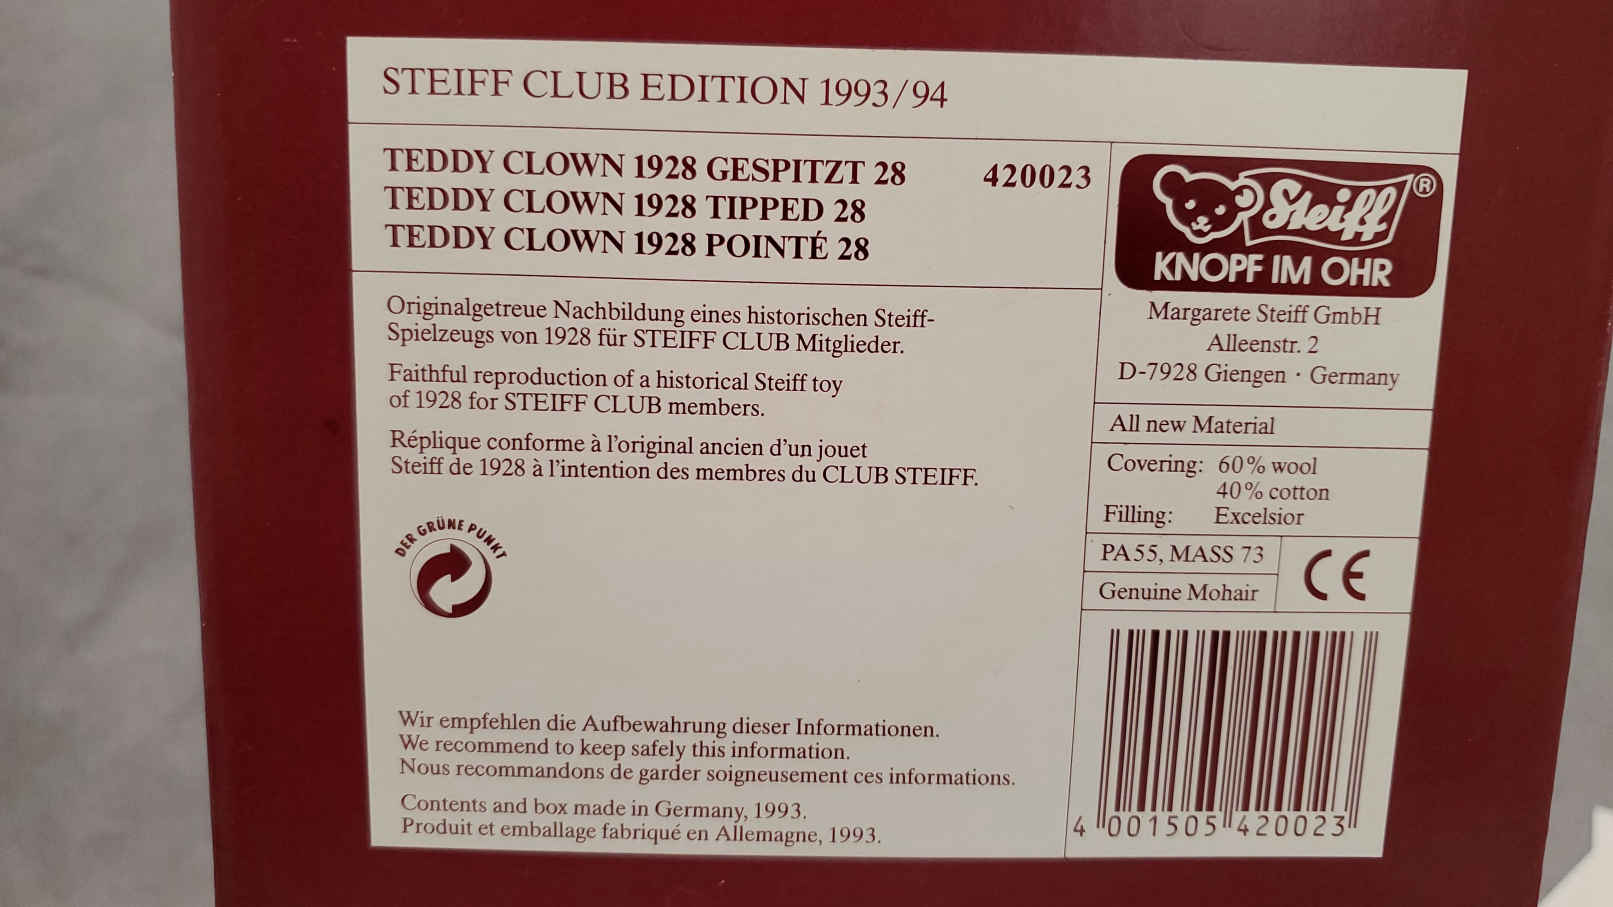 STEIFF CLUB EDITION 1993/94
TEDDY CLOWN 1928 GESPITZT 28 420023
TEDDY CLOWN 1928 TIPPED 28
TEDDY CLOWN 1928 POINTÉ 28
Originalgetreue Nachbildung eines historischen Steiff-
Spielzeugs von 1928 für STEIFF CLUB Mitglieder.
Faithful reproduction of a historical Steiff toy
of 1928 for STEIFF CLUB members.
Réplique conforme à l'original ancien d'un jouet
Steiff de 1928 à l'intention des membres du CLUB STEIFF.
DER GRÜNE PUNKT
Wir empfehlen die Aufbewahrung dieser Informationen.
We recommend to keep safely this information.
Nous recommandons de garder soigneusement ces informations.
Contents and box made in Germany, 1993.
Produit et emballage fabriqué en Allemagne, 1993.
Steiff ®
KNOPF IM OHR
Margarete Steiff GmbH
Alleenstr. 2
D-7928 Giengen · Germany
All new Material
Covering: 60% wool
40% cotton
Filling: Excelsior
PA55, MASS 73
Genuine Mohair
CE
4 001505 420023